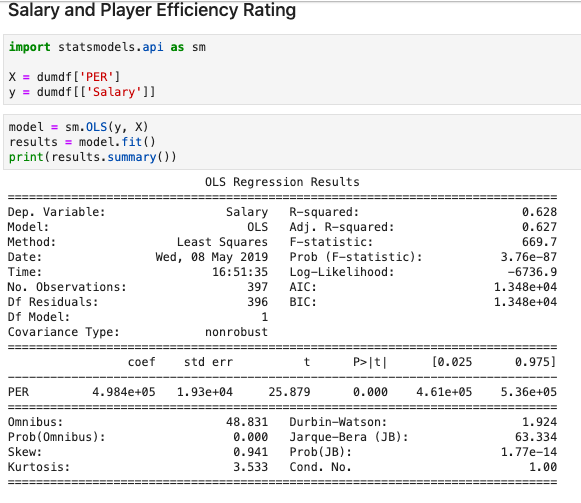 Salary and Player Efficiency Rating
import statsmodels.api as sm
X = dumdf['PER']
y = dumdf[['Salary']]
model = sm.OLS(y, X)
results = model.fit()
print(results.summary())
OLS Regression Results
==============================================================================
Dep. Variable: Salary R-squared: 0.628
Model: OLS Adj. R-squared: 0.627
Method: Least Squares F-statistic: 669.7
Date: Wed, 08 May 2019 Prob (F-statistic): 3.76e-87
Time: 16:51:35 Log-Likelihood: -6736.9
No. Observations: 397 AIC: 1.348e+04
Df Residuals: 396 BIC: 1.348e+04
Df Model: 1
Covariance Type: nonrobust
==============================================================================
coef std err t P>|t| [0.025 0.975]
------------------------------------------------------------------------------
PER 4.984e+05 1.93e+04 25.879 0.000 4.61e+05 5.36e+05
==============================================================================
Omnibus: 48.831 Durbin-Watson: 1.924
Prob(Omnibus): 0.000 Jarque-Bera (JB): 63.334
Skew: 0.941 Prob(JB): 1.77e-14
Kurtosis: 3.533 Cond. No. 1.00
==============================================================================